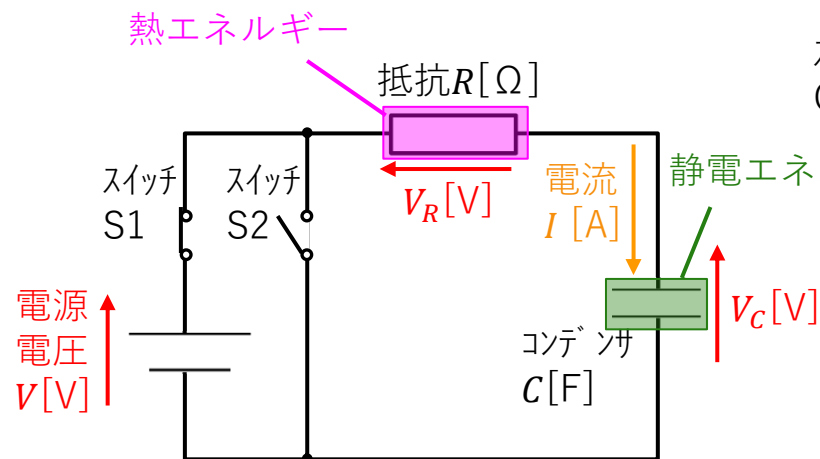 熱エネルギー
抵抗R[Ω]
スイッチ
S1
スイッチ
S2
V_R[V]
電流
I [A]
静電エネ
電源
電圧
V[V]
コンデンサ
C[F]
V_C[V]